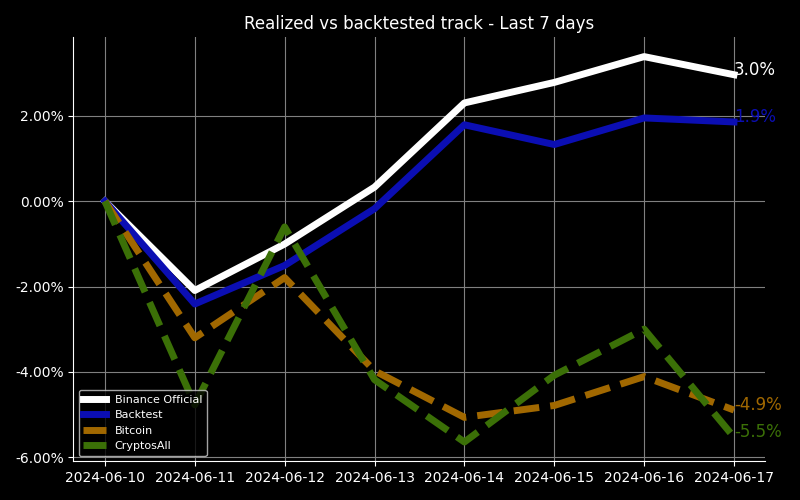 Realized vs backtested track - Last 7 days
3.0%
2.00%
1.9%
0.00%
-2.00%
-4.00%
-4.9%
-5.5%
-6.00%
Binance Official
Backtest
Bitcoin
CryptosAll
2024-06-10 2024-06-11 2024-06-12 2024-06-13 2024-06-14 2024-06-15 2024-06-16 2024-06-17